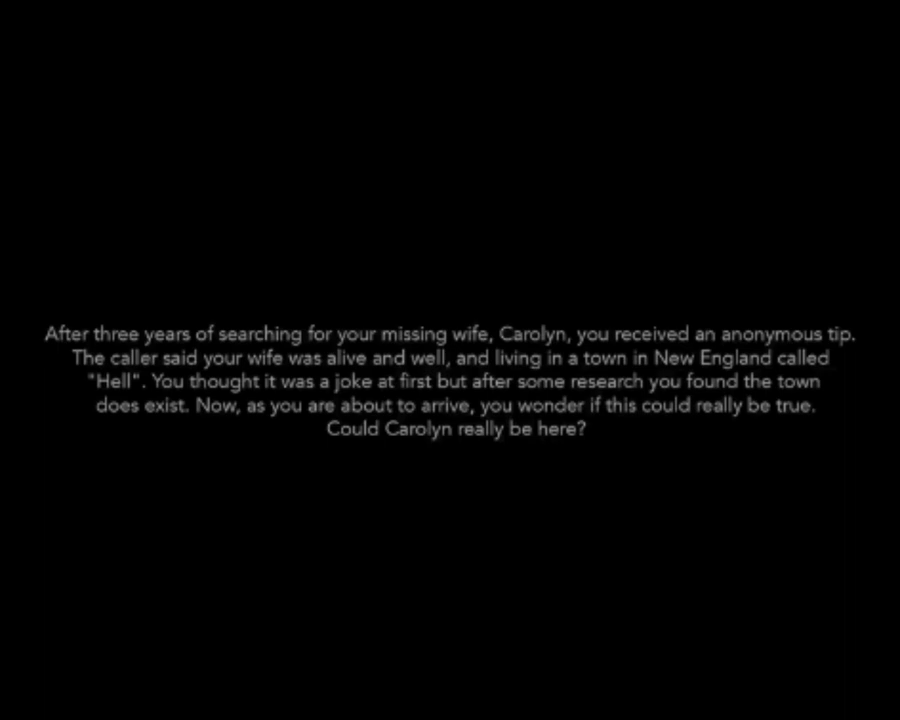 After three years of searching for your missing wife, Carolyn, you received an anonymous tip.
The caller said your wife was alive and well, and living in a town in New England called
"Hell". You thought it was a joke at first but after some research you found the town
does exist. Now, as you are about to arrive, you wonder if this could really be true.
Could Carolyn really be here?